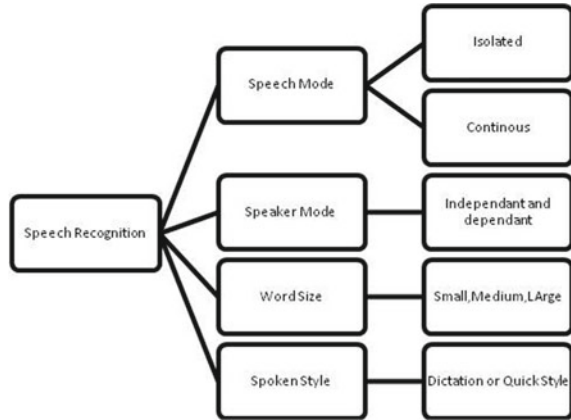 Isolated
Speech Mode
Continous
Speech Recognition
Speaker Mode
Independant and
dependant
Word Size
Small,Medium,LArge
Spoken Style
Dictation or Quick Style